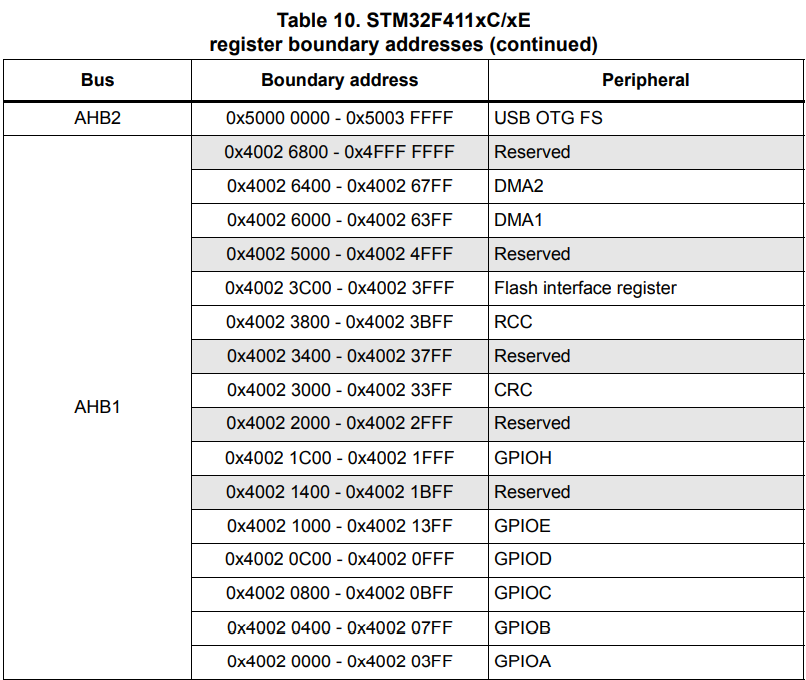 Table 10. STM32F411xC/xE
register boundary addresses (continued)
Bus Boundary address Peripheral
AHB2 0x5000 0000 - 0x5003 FFFF USB OTG FS
0x4002 6800 - 0x4FFF FFFF Reserved
0x4002 6400 - 0x4002 67FF DMA2
0x4002 6000 - 0x4002 63FF DMA1
0x4002 5000 - 0x4002 4FFF Reserved
0x4002 3C00 - 0x4002 3FFF Flash interface register
0x4002 3800 - 0x4002 3BFF RCC
0x4002 3400 - 0x4002 37FF Reserved
0x4002 3000 - 0x4002 33FF CRC
AHB1
0x4002 2000 - 0x4002 2FFF Reserved
0x4002 1C00 - 0x4002 1FFF GPIOH
0x4002 1400 - 0x4002 1BFF Reserved
0x4002 1000 - 0x4002 13FF GPIOE
0x4002 0C00 - 0x4002 0FFF GPIOD
0x4002 0800 - 0x4002 0BFF GPIOC
0x4002 0400 - 0x4002 07FF GPIOB
0x4002 0000 - 0x4002 03FF GPIOA